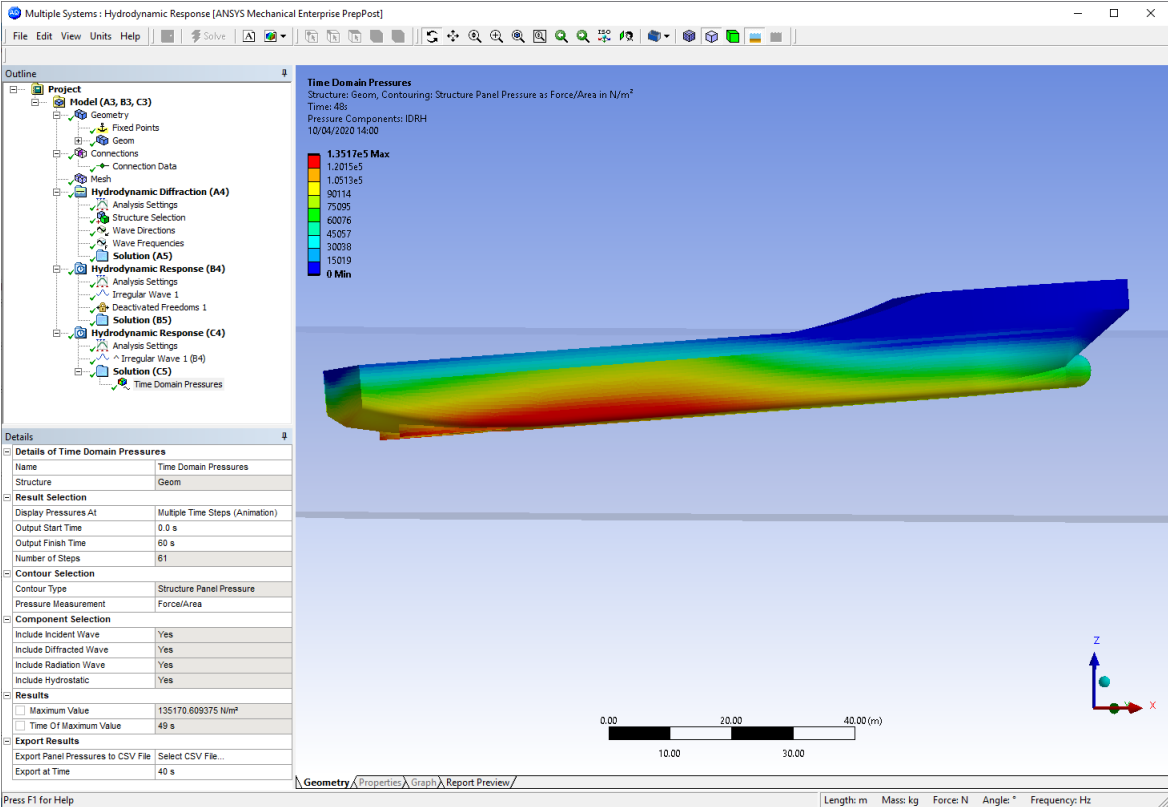 Multiple Systems : Hydrodynamic Response [ANSYS Mechanical Enterprise PrepPost]
File Edit View Units Help Solve
Outline
Project
Model (A3, B3, C3)
Geometry
Fixed Points
Geom
Connections
Connection Data
Mesh
Hydrodynamic Diffraction (A4)
Analysis Settings
Structure Selection
Wave Directions
Wave Frequencies
Solution (A5)
Hydrodynamic Response (B4)
Analysis Settings
Irregular Wave 1
Deactivated Freedoms 1
Solution (B5)
Hydrodynamic Response (C4)
Analysis Settings
^ Irregular Wave 1 (B4)
Solution (C5)
Time Domain Pressures
Details
Details of Time Domain Pressures
Name Time Domain Pressures
Structure Geom
Result Selection
Display Pressures At Multiple Time Steps (Animation)
Output Start Time 0.0 s
Output Finish Time 60 s
Number of Steps 61
Contour Selection
Contour Type Structure Panel Pressure
Pressure Measurement Force/Area
Component Selection
Include Incident Wave Yes
Include Diffracted Wave Yes
Include Radiation Wave Yes
Include Hydrostatic Yes
Results
Maximum Value 135170.609375 N/m²
Time Of Maximum Value 49 s
Export Results
Export Panel Pressures to CSV File Select CSV File...
Export at Time 40 s
Time Domain Pressures
Structure: Geom, Contouring: Structure Panel Pressure as Force/Area in N/m²
Time: 48s
Pressure Components: IDRH
10/04/2020 14:00
1.3517e5 Max
1.2015e5
1.0513e5
90114
75095
60076
45057
30038
15019
0 Min
0.00 20.00 40.00 (m)
10.00 30.00
Z
Y X
Geometry Properties Graph Report Preview
Press F1 for Help
Length: m Mass: kg Force: N Angle: ° Frequency: Hz